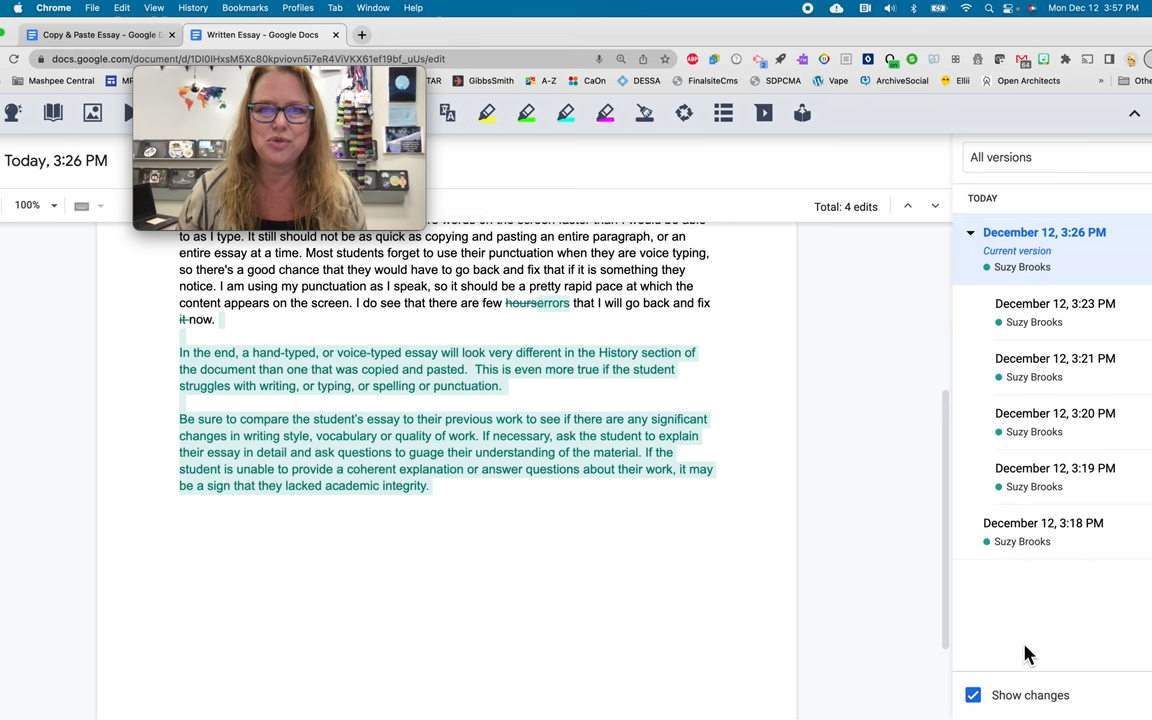 Chrome File Edit View History Bookmarks Profiles Tab Window Help Mon Dec 12 3:57 PM
Copy & Paste Essay - Google Written Essay - Google Docs
docs.google.com/document/d/1DI0IHxsM5Xc80kpviovn5i7eR4ViVKX61ef19bf_uUs/edit
Mashpee Central TAR GibbsSmith A-Z CaOn DESSA FinalsiteCms SDPCMA Vape ArchiveSocial Ellii Open Architects » Othe
Today, 3:26 PM
All versions
100%
Total: 4 edits
TODAY
to as I type. It still should not be as quick as copying and pasting an entire paragraph, or an
entire essay at a time. Most students forget to use their punctuation when they are voice typing,
so there's a good chance that they would have to go back and fix that if it is something they
notice. I am using my punctuation as I speak, so it should be a pretty rapid pace at which the
content appears on the screen. I do see that there are few hourserrors that I will go back and fix
it now.
In the end, a hand-typed, or voice-typed essay will look very different in the History section of
the document than one that was copied and pasted. This is even more true if the student
struggles with writing, or typing, or spelling or punctuation.
Be sure to compare the student's essay to their previous work to see if there are any significant
changes in writing style, vocabulary or quality of work. If necessary, ask the student to explain
their essay in detail and ask questions to guage their understanding of the material. If the
student is unable to provide a coherent explanation or answer questions about their work, it may
be a sign that they lacked academic integrity.
December 12, 3:26 PM
Current version
Suzy Brooks
December 12, 3:23 PM
Suzy Brooks
December 12, 3:21 PM
Suzy Brooks
December 12, 3:20 PM
Suzy Brooks
December 12, 3:19 PM
Suzy Brooks
December 12, 3:18 PM
Suzy Brooks
Show changes